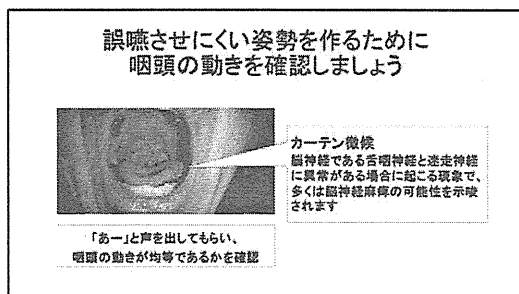 誤嚥させにくい姿勢を作るために
咽頭の動きを確認しましょう
カーテン徴候
脳神経である舌咽神経と迷走神経
に異常がある場合に起こる現象で、
多くは脳神経麻痺の可能性を示唆
されます
「あー」と声を出してもらい、
咽頭の動きが均等であるかを確認